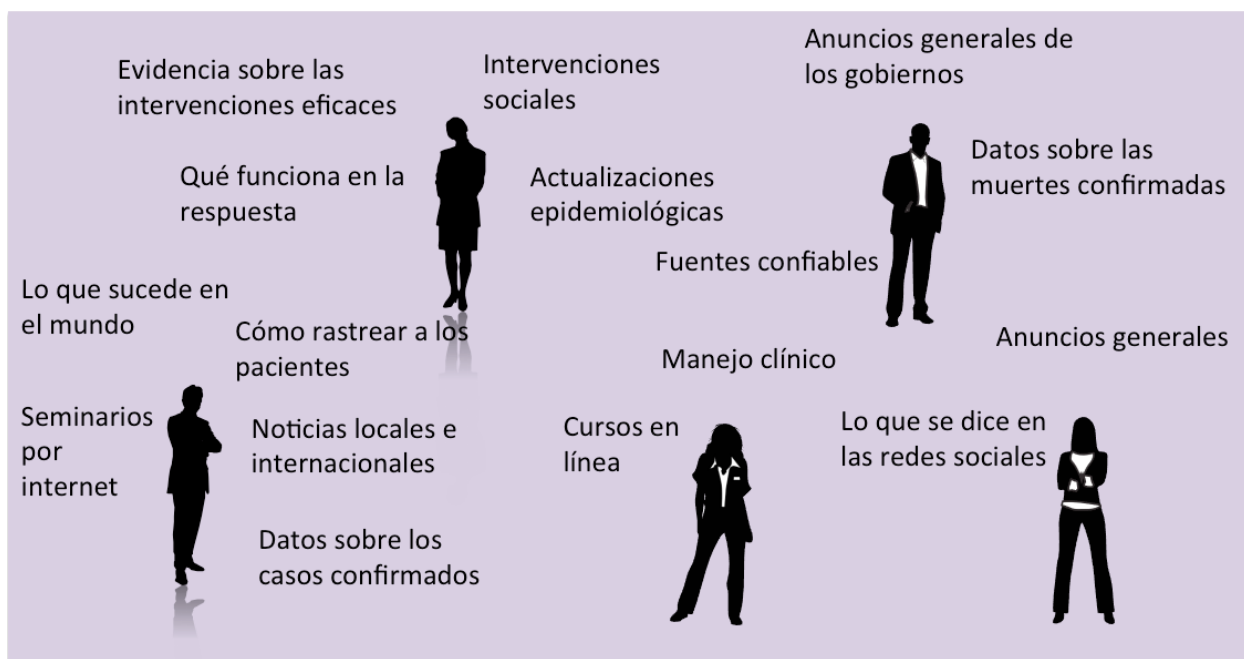 Evidencia sobre las
intervenciones eficaces
Intervenciones
sociales
Anuncios generales de
los gobiernos
Qué funciona en la
respuesta
Actualizaciones
epidemiológicas
Datos sobre las
muertes confirmadas
Fuentes confiables
Lo que sucede en
el mundo
Cómo rastrear a los
pacientes
Manejo clínico
Anuncios generales
Seminarios
por
internet
Noticias locales e
internacionales
Cursos en
línea
Lo que se dice en
las redes sociales
Datos sobre los
casos confirmados